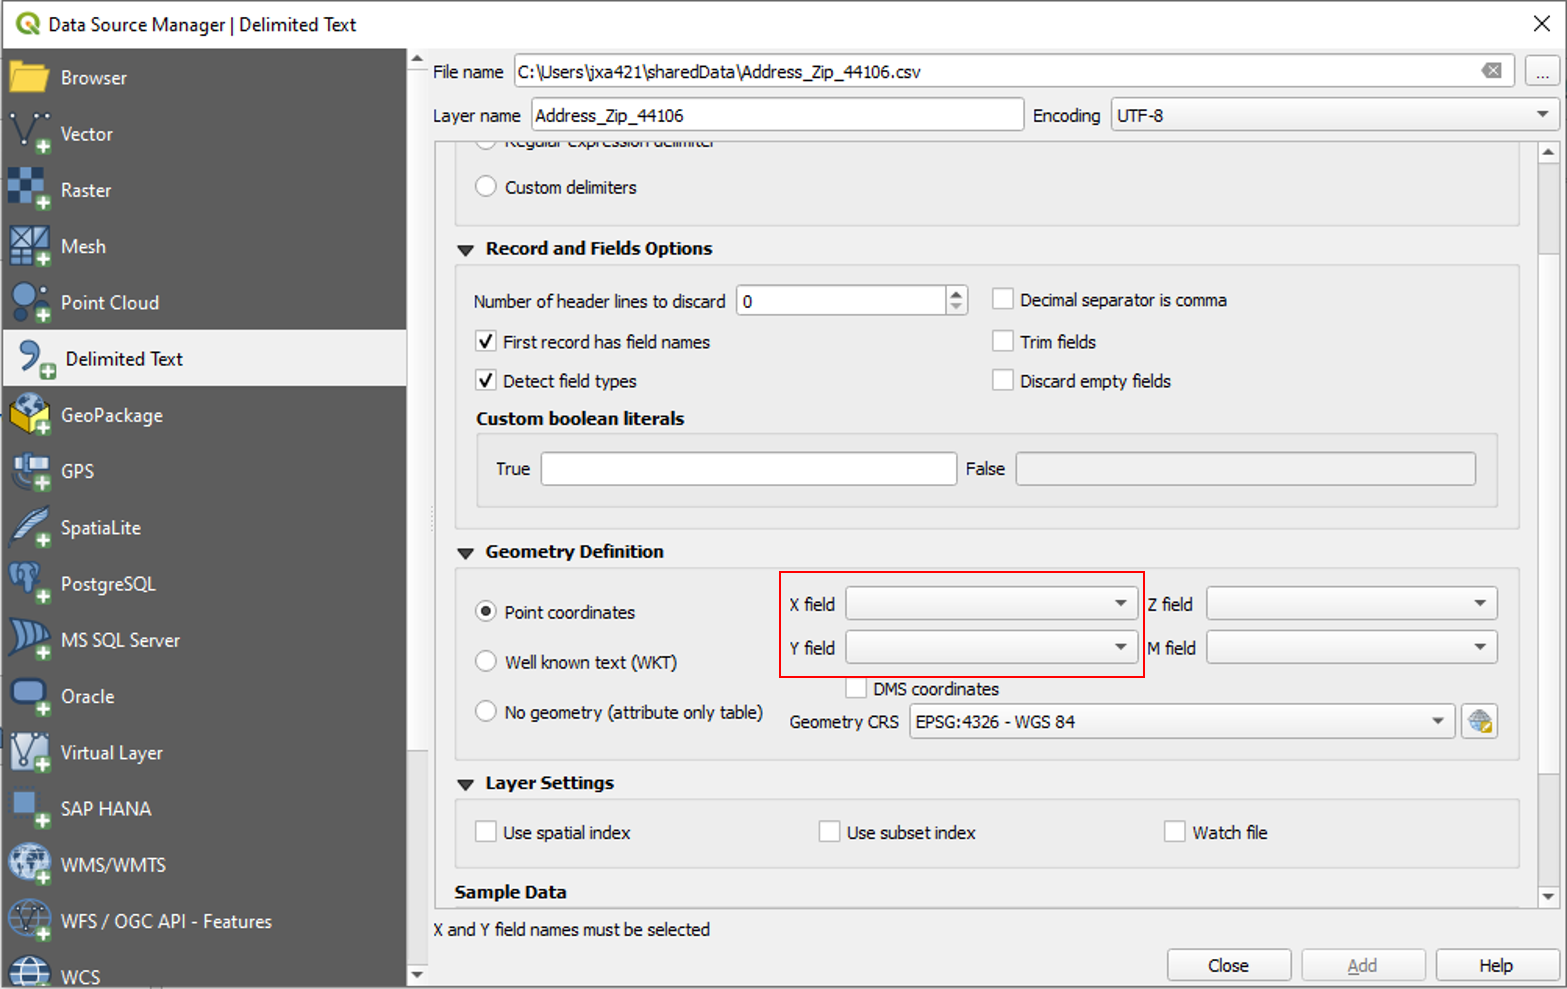 Data Source Manager | Delimited Text
Browser
Vector
Raster
Mesh
Point Cloud
Delimited Text
GeoPackage
GPS
SpatiaLite
PostgreSQL
MS SQL Server
Oracle
Virtual Layer
SAP HANA
WMS/WMTS
WFS / OGC API - Features
WCS
File name C:\Users\jxa421\sharedData\Address_Zip_44106.csv ...
Layer name Address_Zip_44106 Encoding UTF-8
Regular expression delimiter
Custom delimiters
Record and Fields Options
Number of header lines to discard 0 Decimal separator is comma
First record has field names Trim fields
Detect field types Discard empty fields
Custom boolean literals
True False
Geometry Definition
Point coordinates X field Z field
Well known text (WKT) Y field M field
No geometry (attribute only table) DMS coordinates
Geometry CRS EPSG:4326 - WGS 84
Layer Settings
Use spatial index Use subset index Watch file
Sample Data
X and Y field names must be selected
Close Add Help